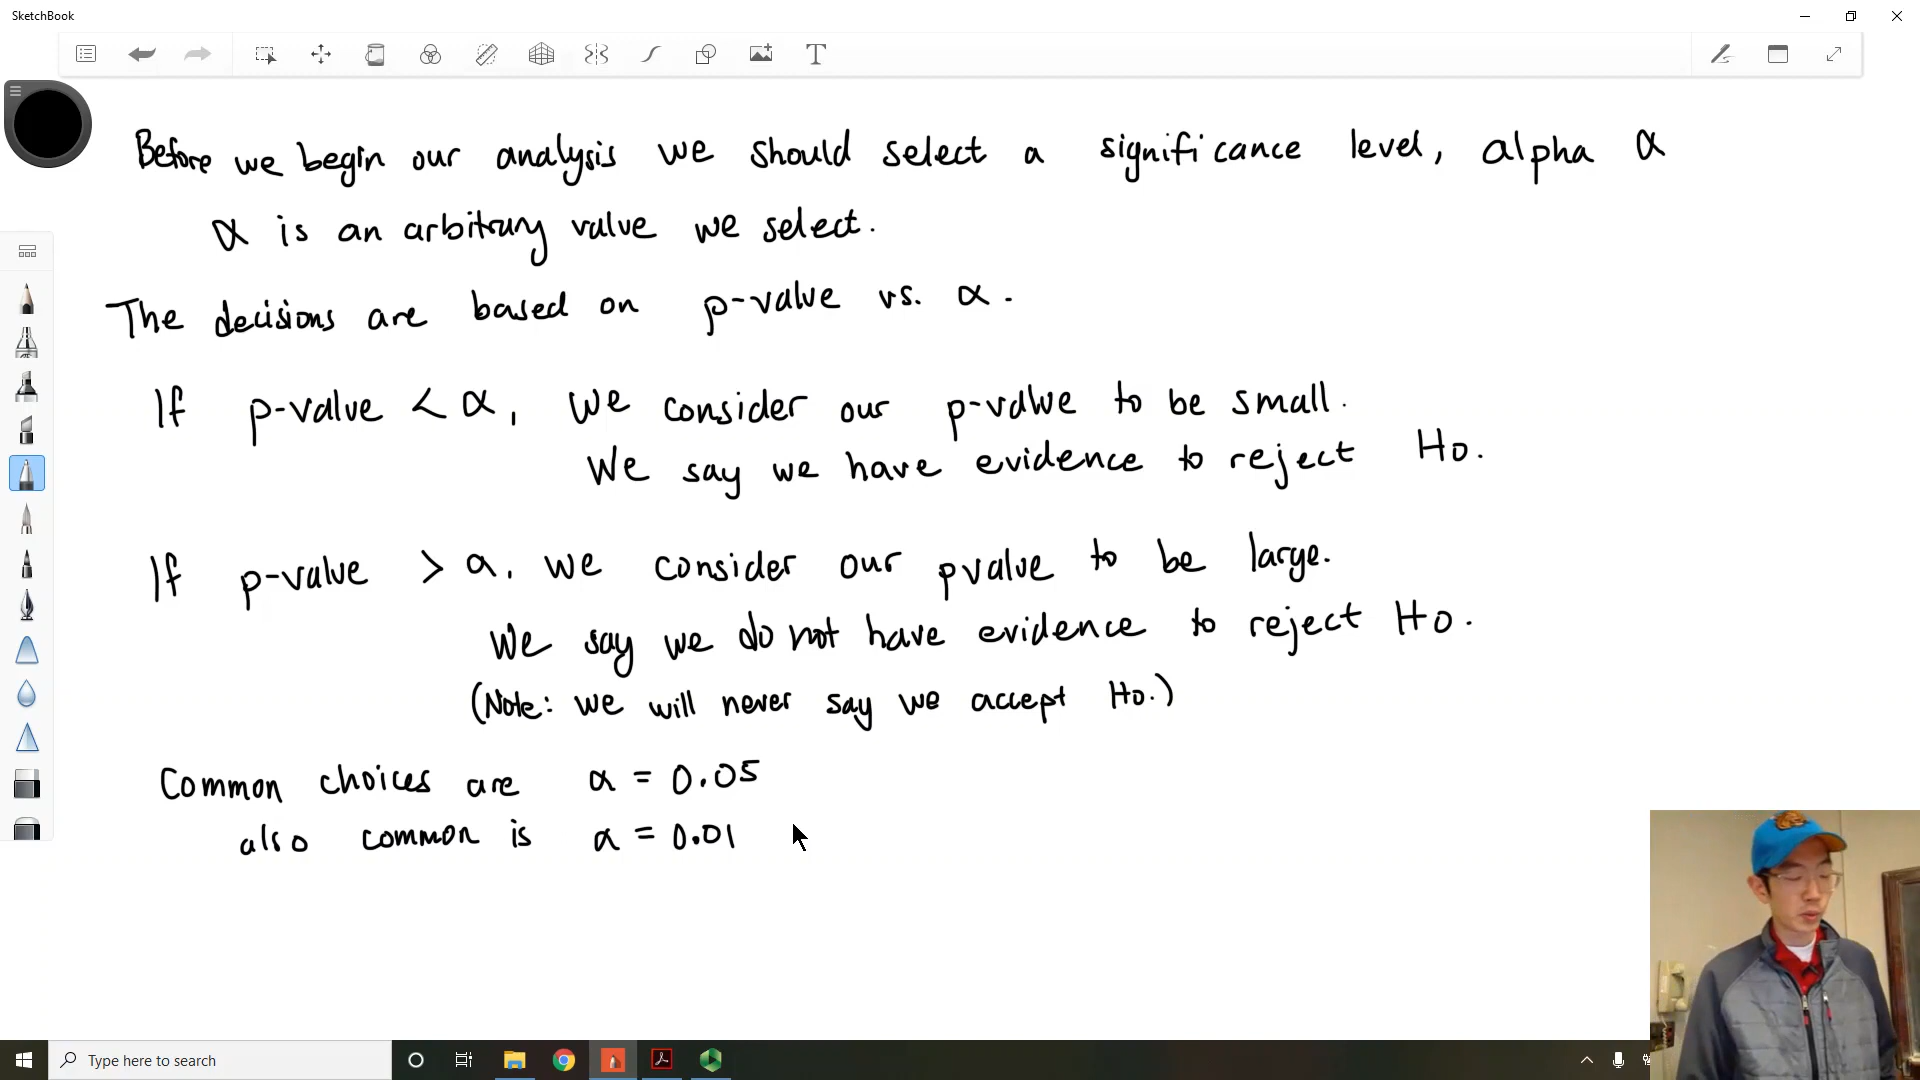 SketchBook
Before we begin our analysis we should select a significance level, alpha α
α is an arbitrary value we select.
The decisions are based on p-value vs. α.
If p-value < α, we consider our p-value to be small.
We say we have evidence to reject Ho.
If p-value > α, we consider our pvalue to be large.
We say we do not have evidence to reject Ho.
(Note: we will never say we accept Ho.)
Common choices are α = 0.05
also common is α = 0.01
Type here to search